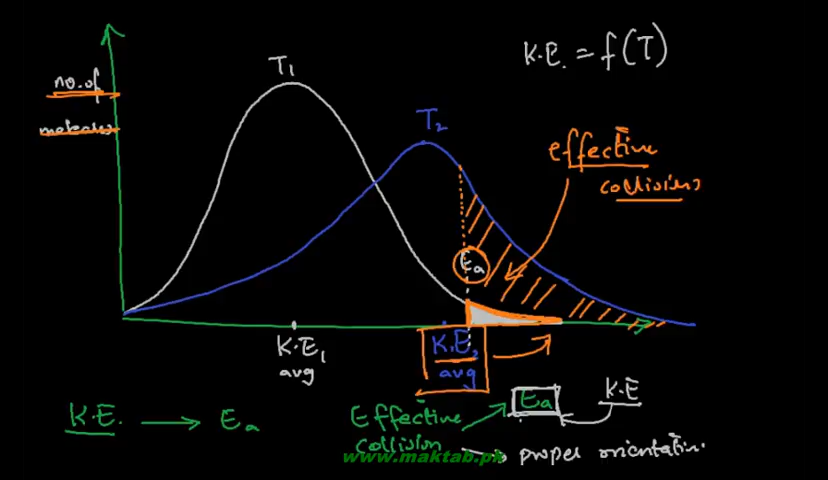 K.E. = f(T)
T₁
no. of
molecules
T₂
effective
collisions
Ea
K.E₁
avg
K.E₂
avg
K.E. → Ea
Effective
collision
Ea
K.E
proper orientation
www.maktab.pk